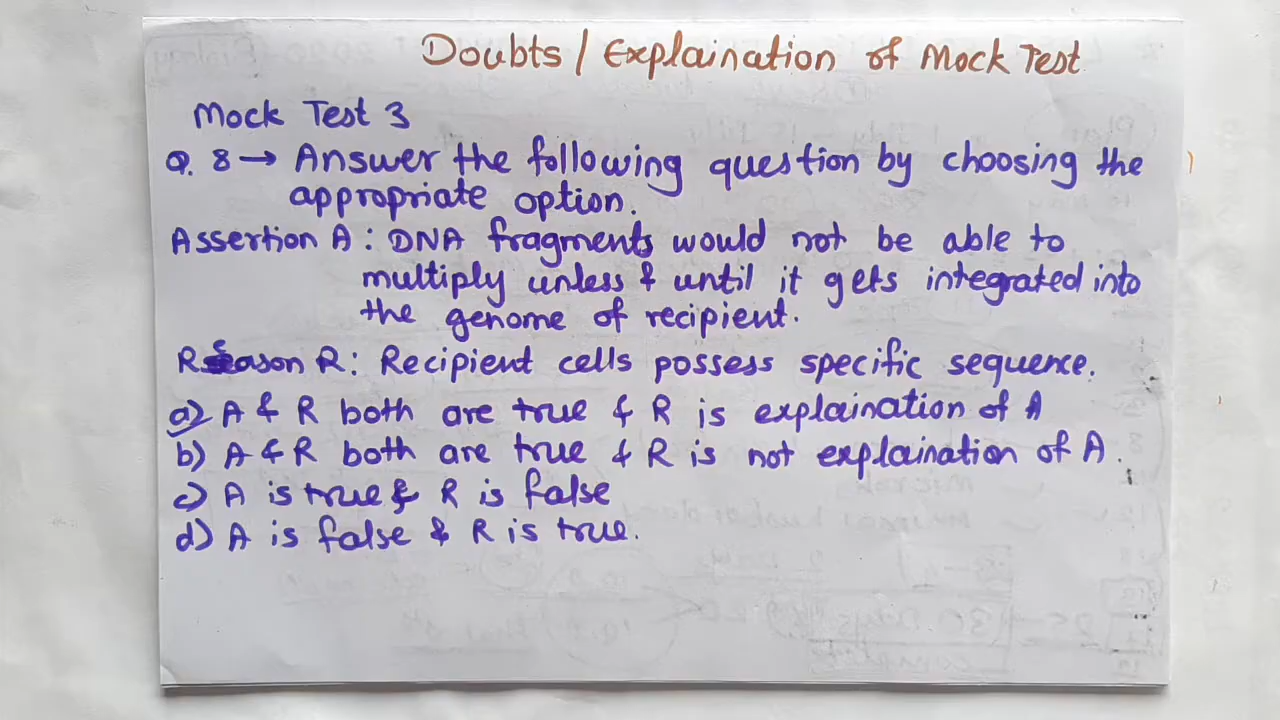 Doubts / Explaination of Mock Test
Mock Test 3
Q. 8 → Answer the following question by choosing the
appropriate option.
Assertion A : DNA fragments would not be able to
multiply unless & until it gets integrated into
the genome of recipient.
Reason R : Recipient cells possess specific sequence.
a) A & R both are true & R is explaination of A
b) A & R both are true & R is not explaination of A.
c) A is true & R is false
d) A is false & R is true.